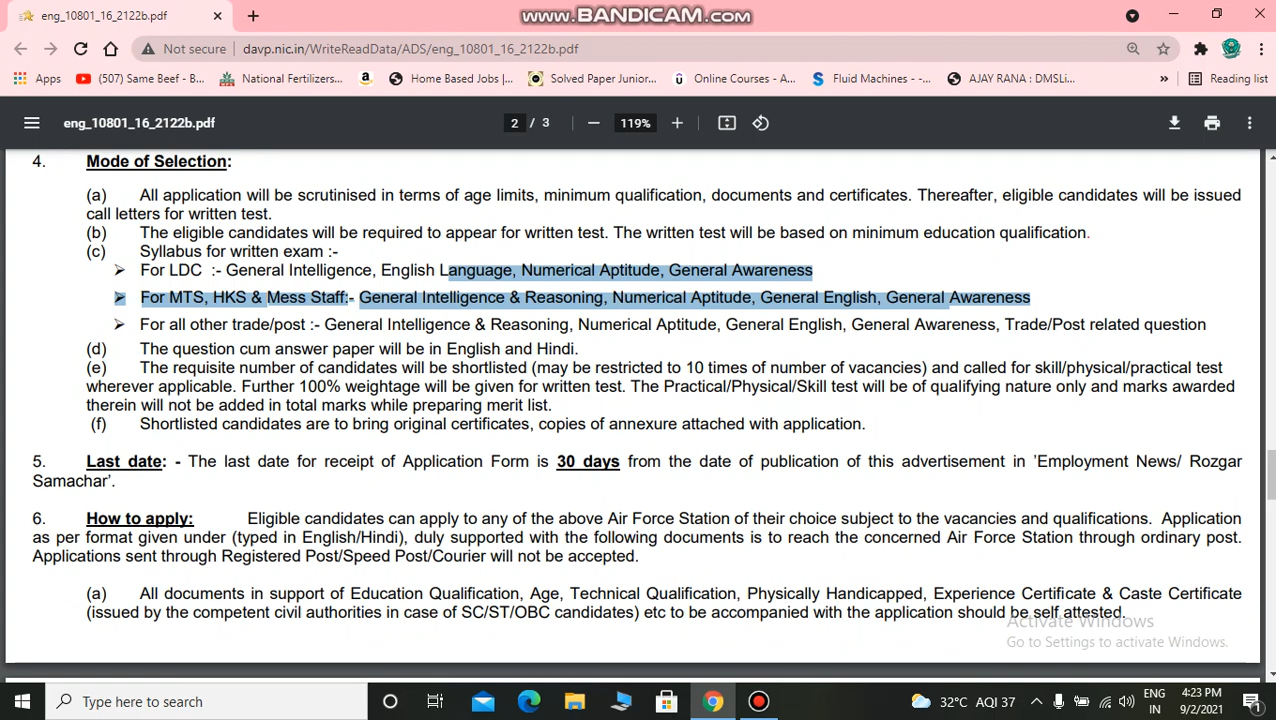 www.BANDICAM.com
eng_10801_16_2122b.pdf
Not secure | davp.nic.in/WriteReadData/ADS/eng_10801_16_2122b.pdf
Apps (507) Same Beef - B... National Fertilizers... Home Based Jobs |... Solved Paper Junior... Online Courses - A... Fluid Machines - -... AJAY RANA : DMSLi... » Reading list
eng_10801_16_2122b.pdf 2 / 3 119%
4. Mode of Selection:
(a) All application will be scrutinised in terms of age limits, minimum qualification, documents and certificates. Thereafter, eligible candidates will be issued
call letters for written test.
(b) The eligible candidates will be required to appear for written test. The written test will be based on minimum education qualification.
(c) Syllabus for written exam :-
➢ For LDC :- General Intelligence, English Language, Numerical Aptitude, General Awareness
➢ For MTS, HKS & Mess Staff:- General Intelligence & Reasoning, Numerical Aptitude, General English, General Awareness
➢ For all other trade/post :- General Intelligence & Reasoning, Numerical Aptitude, General English, General Awareness, Trade/Post related question
(d) The question cum answer paper will be in English and Hindi.
(e) The requisite number of candidates will be shortlisted (may be restricted to 10 times of number of vacancies) and called for skill/physical/practical test
wherever applicable. Further 100% weightage will be given for written test. The Practical/Physical/Skill test will be of qualifying nature only and marks awarded
therein will not be added in total marks while preparing merit list.
(f) Shortlisted candidates are to bring original certificates, copies of annexure attached with application.
5. Last date: - The last date for receipt of Application Form is 30 days from the date of publication of this advertisement in 'Employment News/ Rozgar
Samachar'.
6. How to apply: Eligible candidates can apply to any of the above Air Force Station of their choice subject to the vacancies and qualifications. Application
as per format given under (typed in English/Hindi), duly supported with the following documents is to reach the concerned Air Force Station through ordinary post.
Applications sent through Registered Post/Speed Post/Courier will not be accepted.
(a) All documents in support of Education Qualification, Age, Technical Qualification, Physically Handicapped, Experience Certificate & Caste Certificate
(issued by the competent civil authorities in case of SC/ST/OBC candidates) etc to be accompanied with the application should be self attested.
Activate Windows
Go to Settings to activate Windows.
Type here to search 32°C AQI 37 ENG 4:23 PM
IN 9/2/2021 1